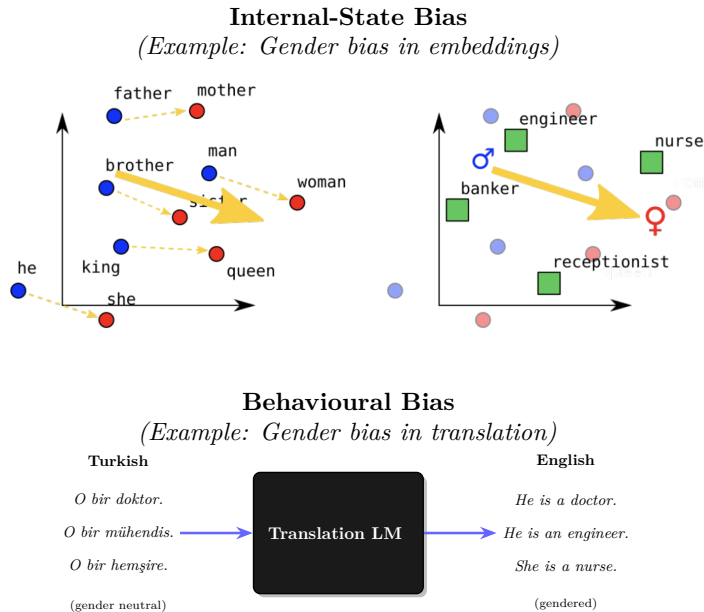 Internal-State Bias
(Example: Gender bias in embeddings)
father
mother
brother
man
sister
woman
king
queen
he
she
engineer
nurse
♂
banker
♀
receptionist
Behavioural Bias
(Example: Gender bias in translation)
Turkish
O bir doktor.
O bir mühendis.
O bir hemşire.
(gender neutral)
Translation LM
English
He is a doctor.
He is an engineer.
She is a nurse.
(gendered)